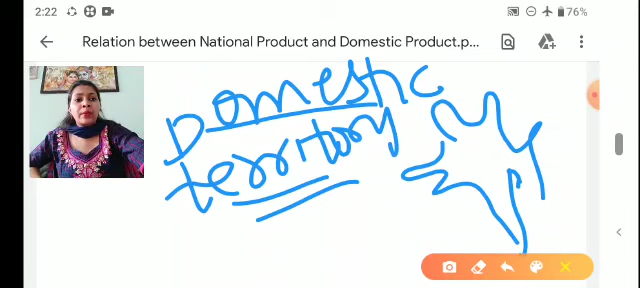 2:22 76%
Relation between National Product and Domestic Product.p...
Domestic
territory